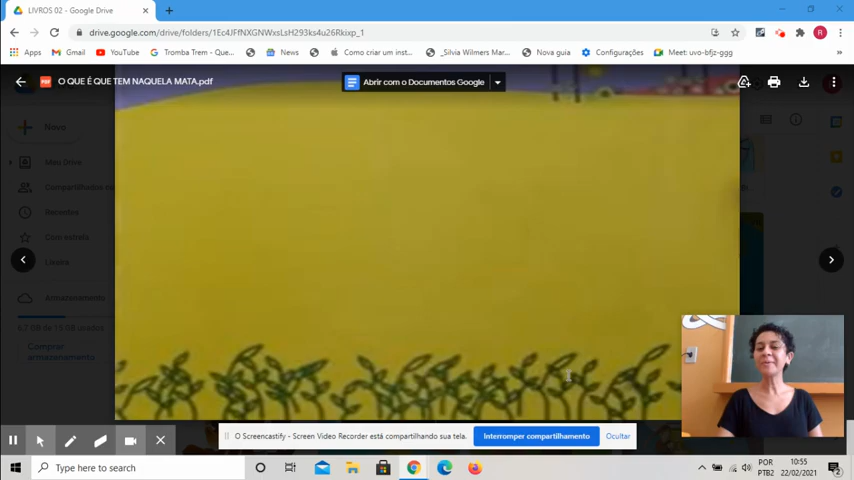 LIVROS 02 - Google Drive
drive.google.com/drive/folders/1Ec4JFfNXGNWxsLsH293ks4u26Rkixp_1
Apps Gmail YouTube Tromba Trem - Google... News Como criar um inst... _Silvia Wilmers Mar... Nova guia Configurações Meet: uvo-bfjz-ggg
O QUE É QUE TEM NAQUELA MATA.pdf
Abrir com o Documentos Google
Novo
Meu Drive
Compartilhados co
Recentes
Com estrela
Lixeira
Armazenamento
Comprar
armazenamento
O Screencastify - Screen Video Recorder está compartilhando sua tela.
Interromper compartilhamento
Ocultar
Type here to search
POR
PTB2
10:55
22/02/2021